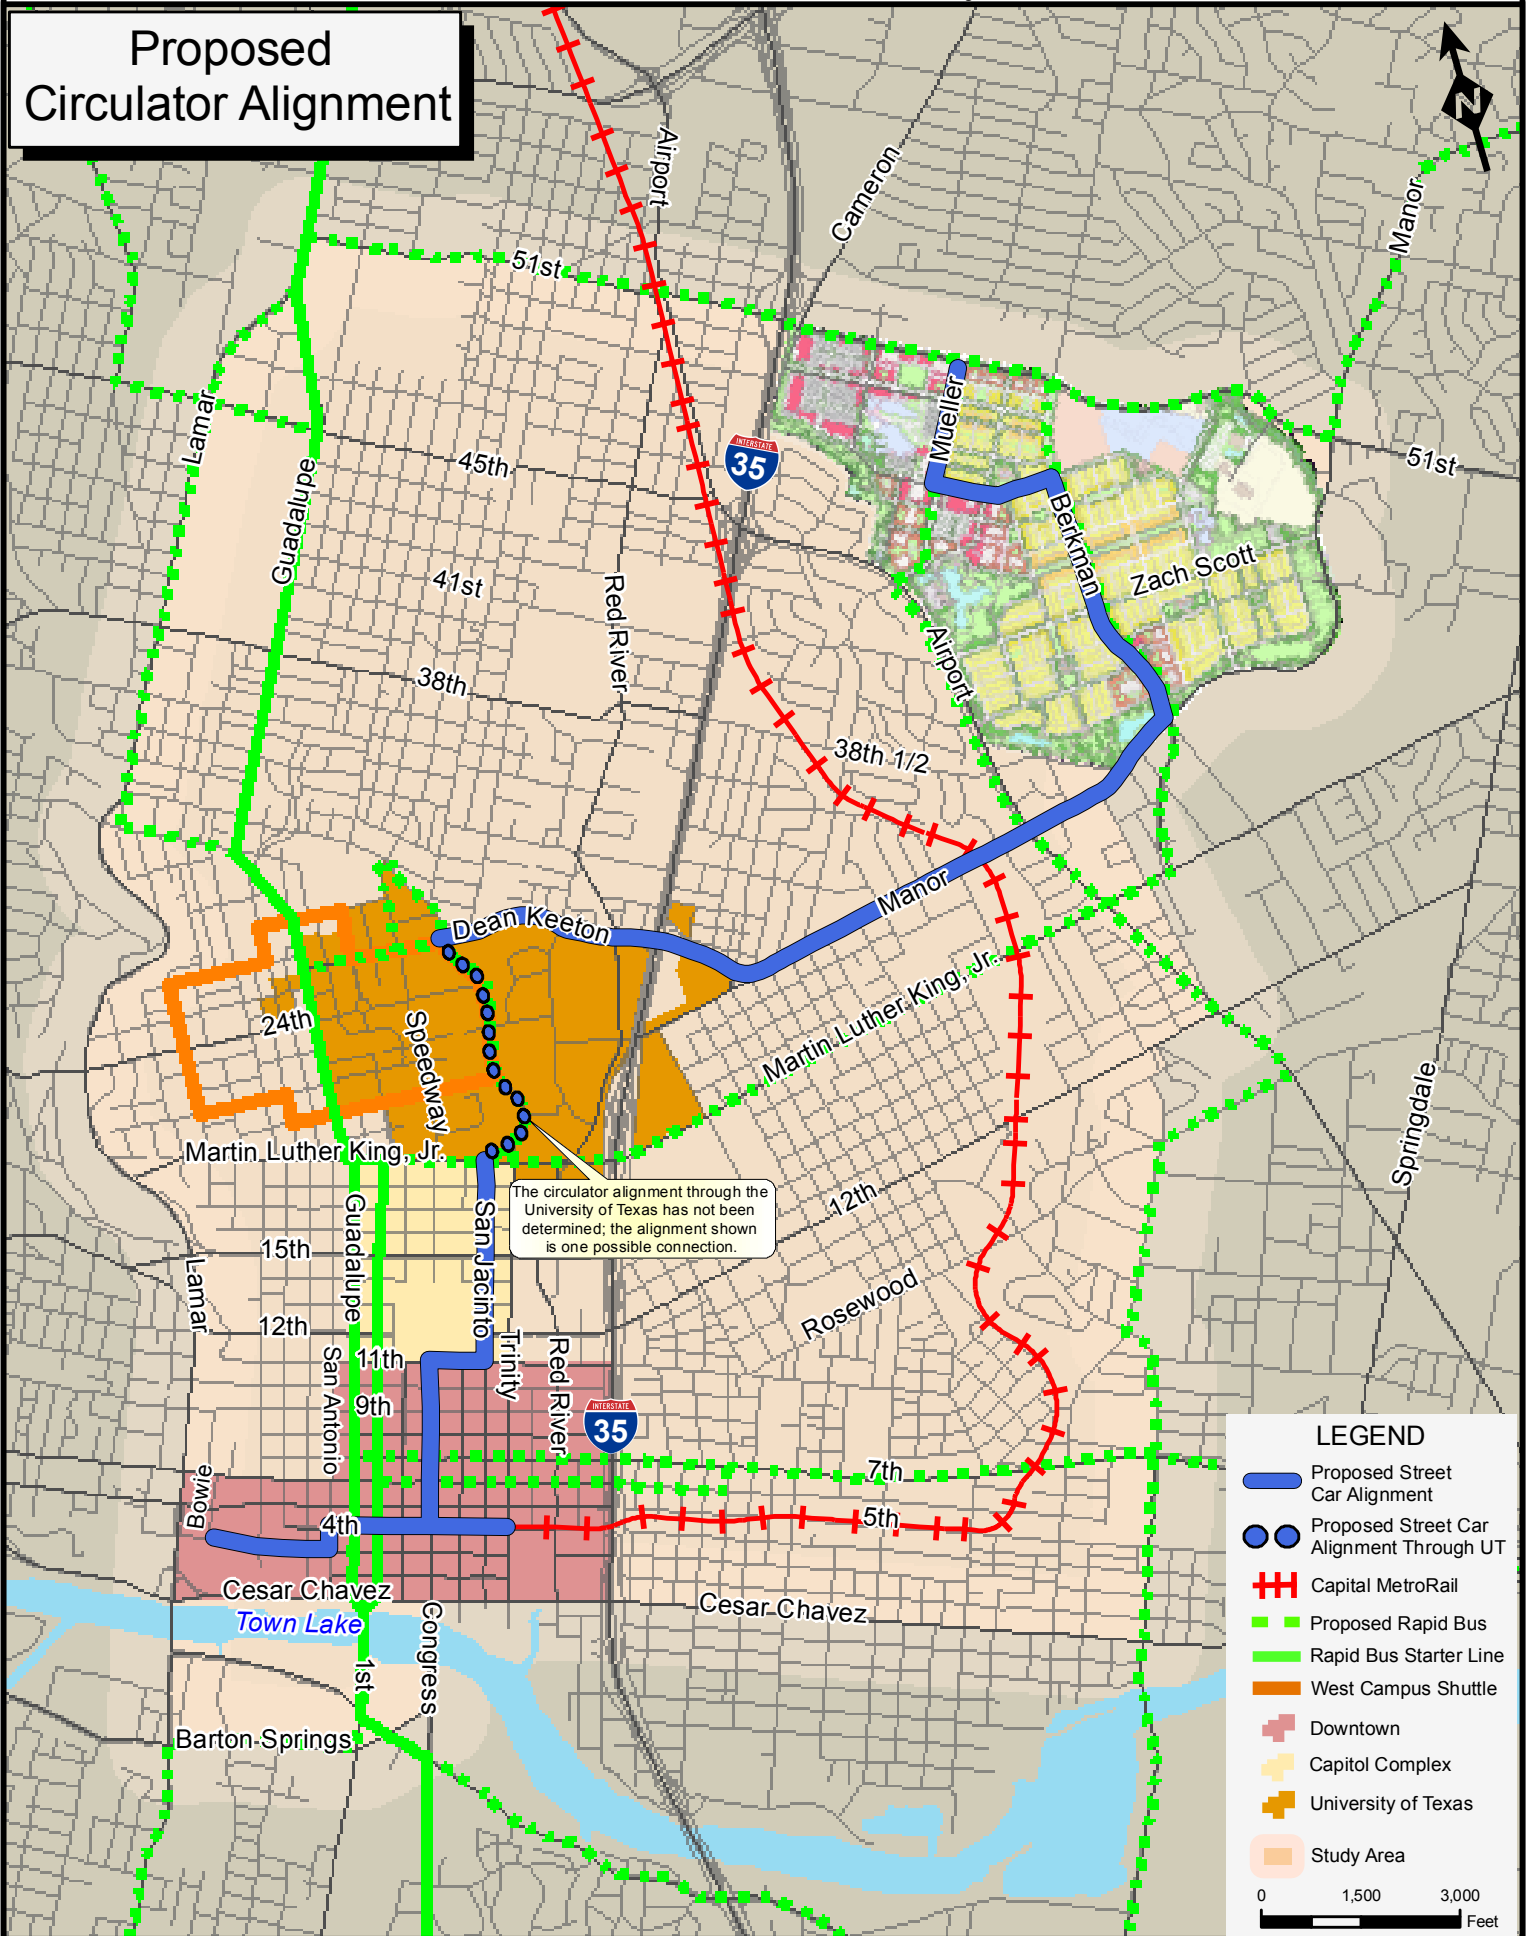 Proposed
Circulator Alignment
N
Airport
Cameron
Manor
51st
Lamar
Mueller
Guadalupe
45th
INTERSTATE
35
51st
Berkman
41st
Red River
Zach Scott
Airport
38th
38th 1/2
Dean Keeton
Manor
24th
Speedway
Martin Luther King, Jr.
Martin Luther King, Jr.
Springdale
The circulator alignment through the
University of Texas has not been
determined; the alignment shown
is one possible connection.
12th
Guadalupe
San Jacinto
15th
Lamar
Rosewood
12th
Trinity
Red River
San Antonio
11th
9th
INTERSTATE
35
7th
Bowie
4th
5th
Cesar Chavez
Cesar Chavez
Town Lake
1st
Congress
Barton Springs
LEGEND
Proposed Street
Car Alignment
Proposed Street Car
Alignment Through UT
Capital MetroRail
Proposed Rapid Bus
Rapid Bus Starter Line
West Campus Shuttle
Downtown
Capitol Complex
University of Texas
Study Area
0 1,500 3,000
Feet